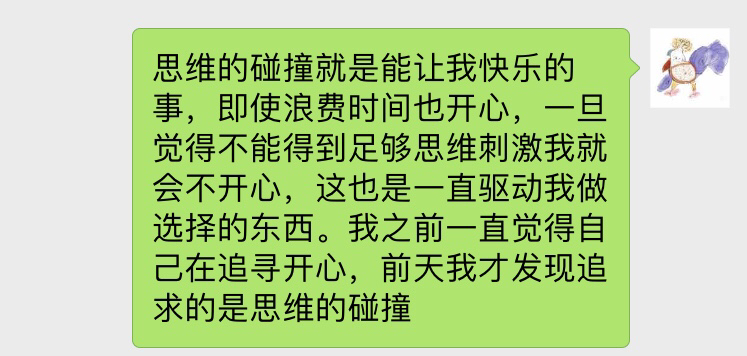 思维的碰撞就是能让我快乐的
事，即使浪费时间也开心，一旦
觉得不能得到足够思维刺激我就
会不开心，这也是一直驱动我做
选择的东西。我之前一直觉得自
己在追寻开心，前天我才发现追
求的是思维的碰撞